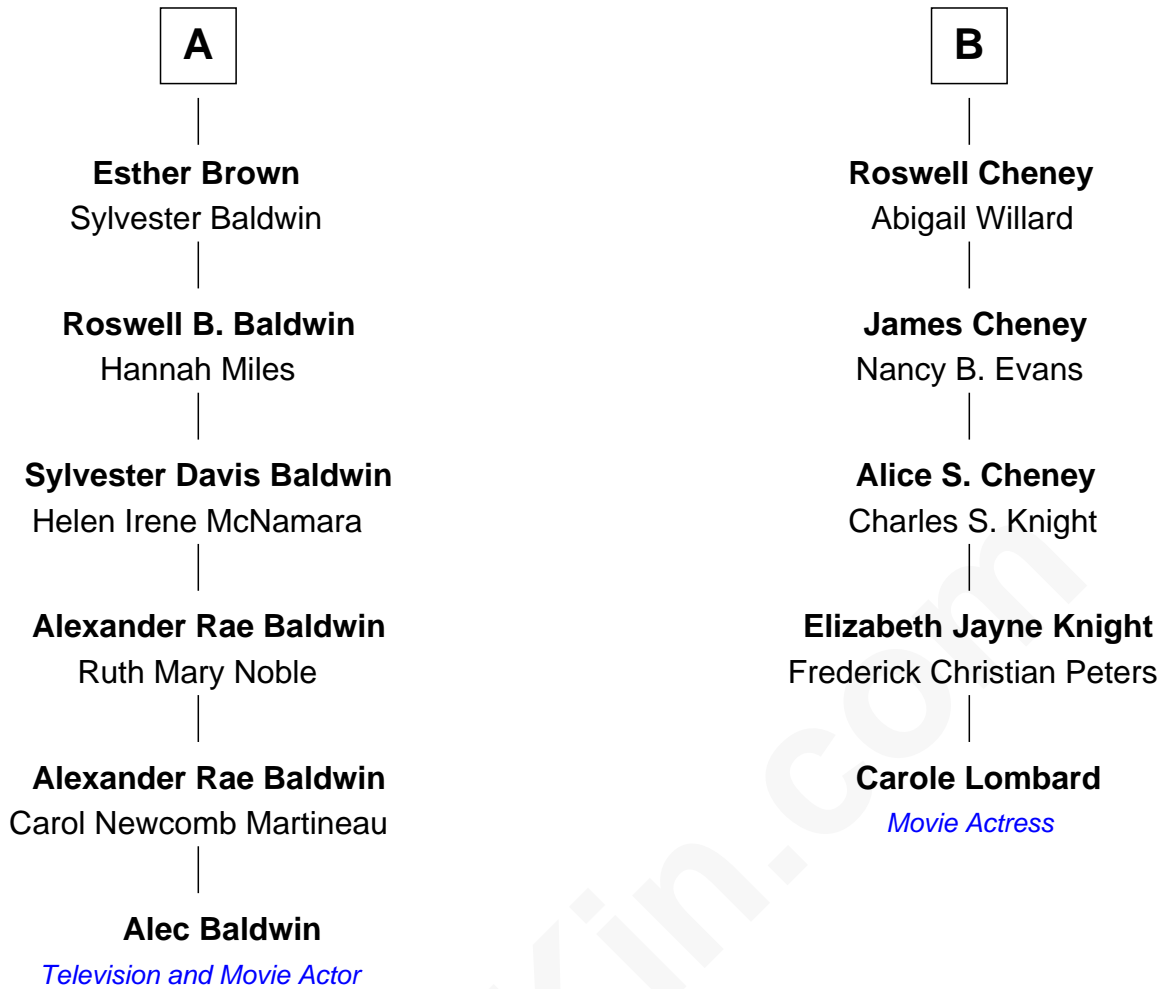 A
Esther Brown
Sylvester Baldwin
Roswell B. Baldwin
Hannah Miles
Sylvester Davis Baldwin
Helen Irene McNamara
Alexander Rae Baldwin
Ruth Mary Noble
Alexander Rae Baldwin
Carol Newcomb Martineau
Alec Baldwin
Television and Movie Actor
B
Roswell Cheney
Abigail Willard
James Cheney
Nancy B. Evans
Alice S. Cheney
Charles S. Knight
Elizabeth Jayne Knight
Frederick Christian Peters
Carole Lombard
Movie Actress